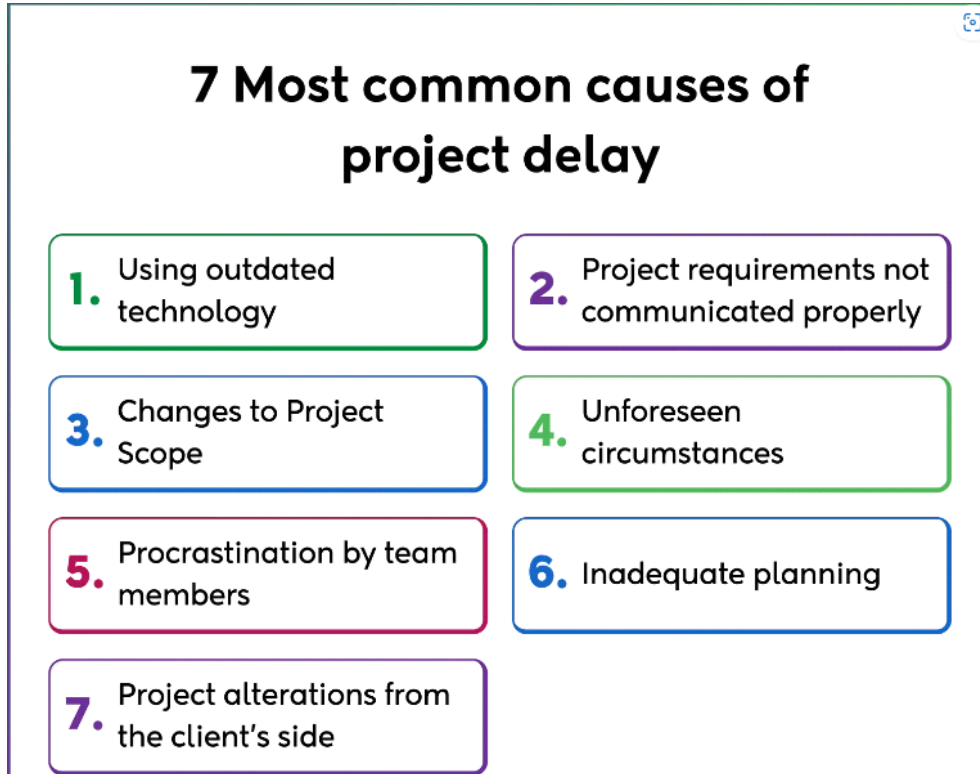 7 Most common causes of
project delay
1. Using outdated
technology
2. Project requirements not
communicated properly
3. Changes to Project
Scope
4. Unforeseen
circumstances
5. Procrastination by team
members
6. Inadequate planning
7. Project alterations from
the client's side